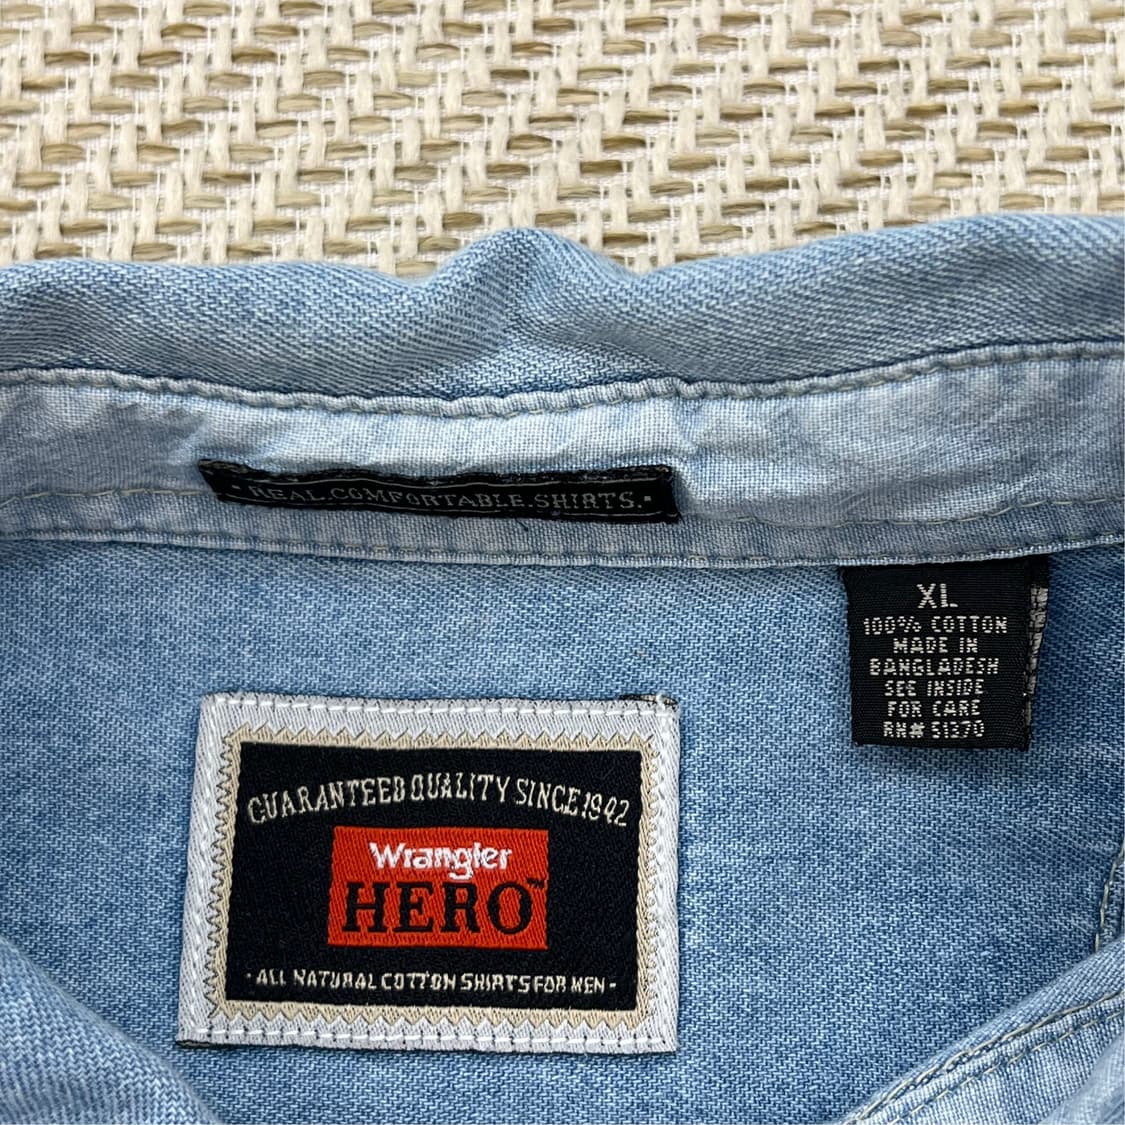 · REAL.COMFORTABLE.SHIRTS. ·
XL
100% COTTON
MADE IN
BANGLADESH
SEE INSIDE
FOR CARE
RN# 51370
GUARANTEED QUALITY SINCE 1942
Wrangler
HERO™
· ALL NATURAL COTTON SHIRTS FOR MEN ·